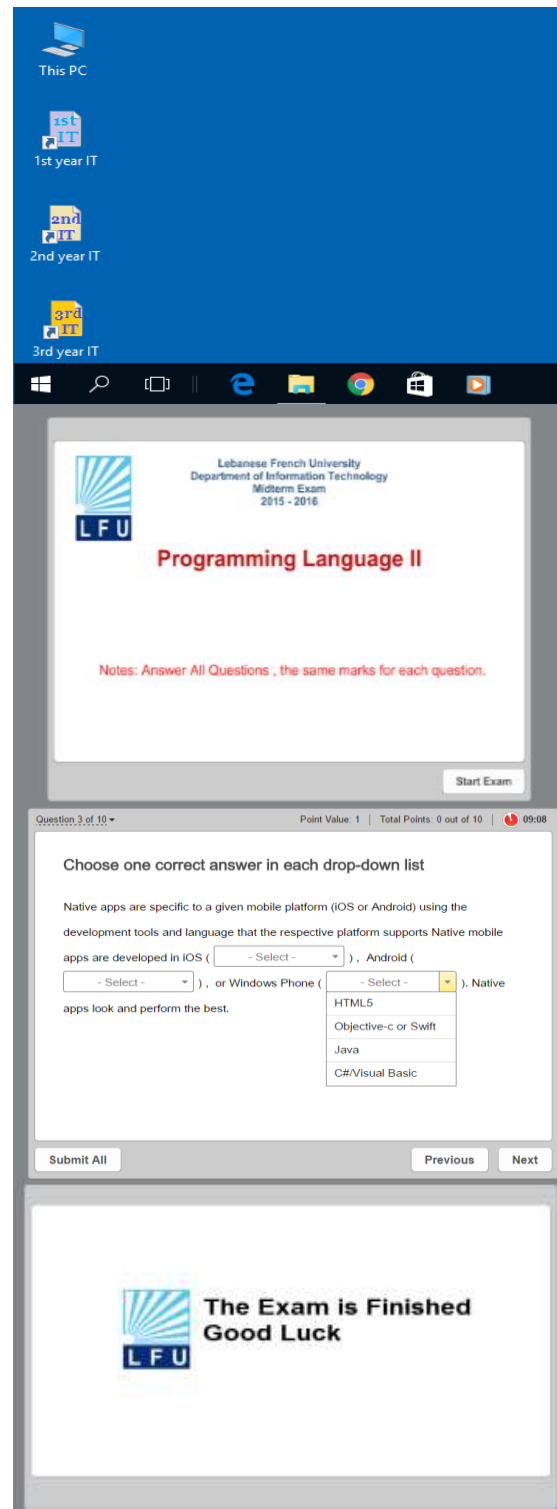 This PC
1st
IT
1st year IT
2nd
IT
2nd year IT
3rd
IT
3rd year IT
Lebanese French University
Department of Information Technology
Midterm Exam
2015 - 2016
LFU
Programming Language II
Notes: Answer All Questions , the same marks for each question.
Start Exam
Question 3 of 10 Point Value: 1 | Total Points: 0 out of 10 | 09:08
Choose one correct answer in each drop-down list
Native apps are specific to a given mobile platform (iOS or Android) using the
development tools and language that the respective platform supports Native mobile
apps are developed in iOS ( - Select - ) , Android (
- Select - ) , or Windows Phone ( - Select - ). Native
apps look and perform the best.
HTML5
Objective-c or Swift
Java
C#/Visual Basic
Submit All Previous Next
The Exam is Finished
Good Luck
LFU